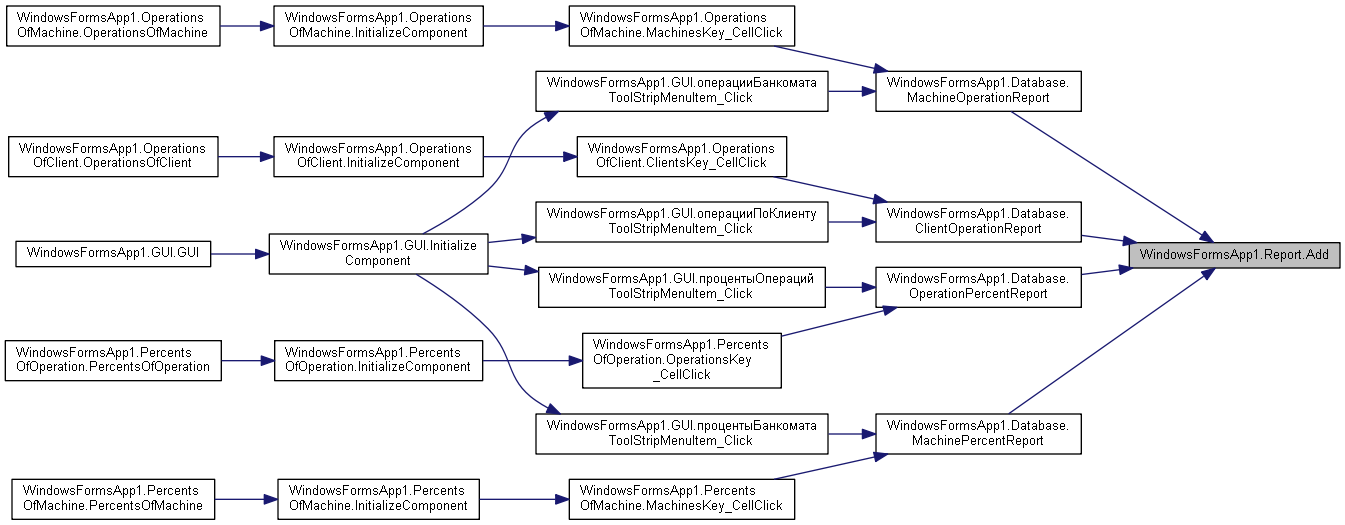 WindowsFormsApp1.Operations
OfMachine.OperationsOfMachine
WindowsFormsApp1.Operations
OfMachine.InitializeComponent
WindowsFormsApp1.Operations
OfMachine.MachinesKey_CellClick
WindowsFormsApp1.GUI.операцииБанкомата
ToolStripMenuItem_Click
WindowsFormsApp1.Database.
MachineOperationReport
WindowsFormsApp1.Operations
OfClient.OperationsOfClient
WindowsFormsApp1.Operations
OfClient.InitializeComponent
WindowsFormsApp1.Operations
OfClient.ClientsKey_CellClick
WindowsFormsApp1.GUI.операцииПоКлиенту
ToolStripMenuItem_Click
WindowsFormsApp1.Database.
ClientOperationReport
WindowsFormsApp1.GUI.GUI
WindowsFormsApp1.GUI.Initialize
Component
WindowsFormsApp1.Report.Add
WindowsFormsApp1.GUI.процентыОпераций
ToolStripMenuItem_Click
WindowsFormsApp1.Database.
OperationPercentReport
WindowsFormsApp1.Percents
OfOperation.PercentsOfOperation
WindowsFormsApp1.Percents
OfOperation.InitializeComponent
WindowsFormsApp1.Percents
OfOperation.OperationsKey
_CellClick
WindowsFormsApp1.GUI.процентыБанкомата
ToolStripMenuItem_Click
WindowsFormsApp1.Database.
MachinePercentReport
WindowsFormsApp1.Percents
OfMachine.PercentsOfMachine
WindowsFormsApp1.Percents
OfMachine.InitializeComponent
WindowsFormsApp1.Percents
OfMachine.MachinesKey_CellClick